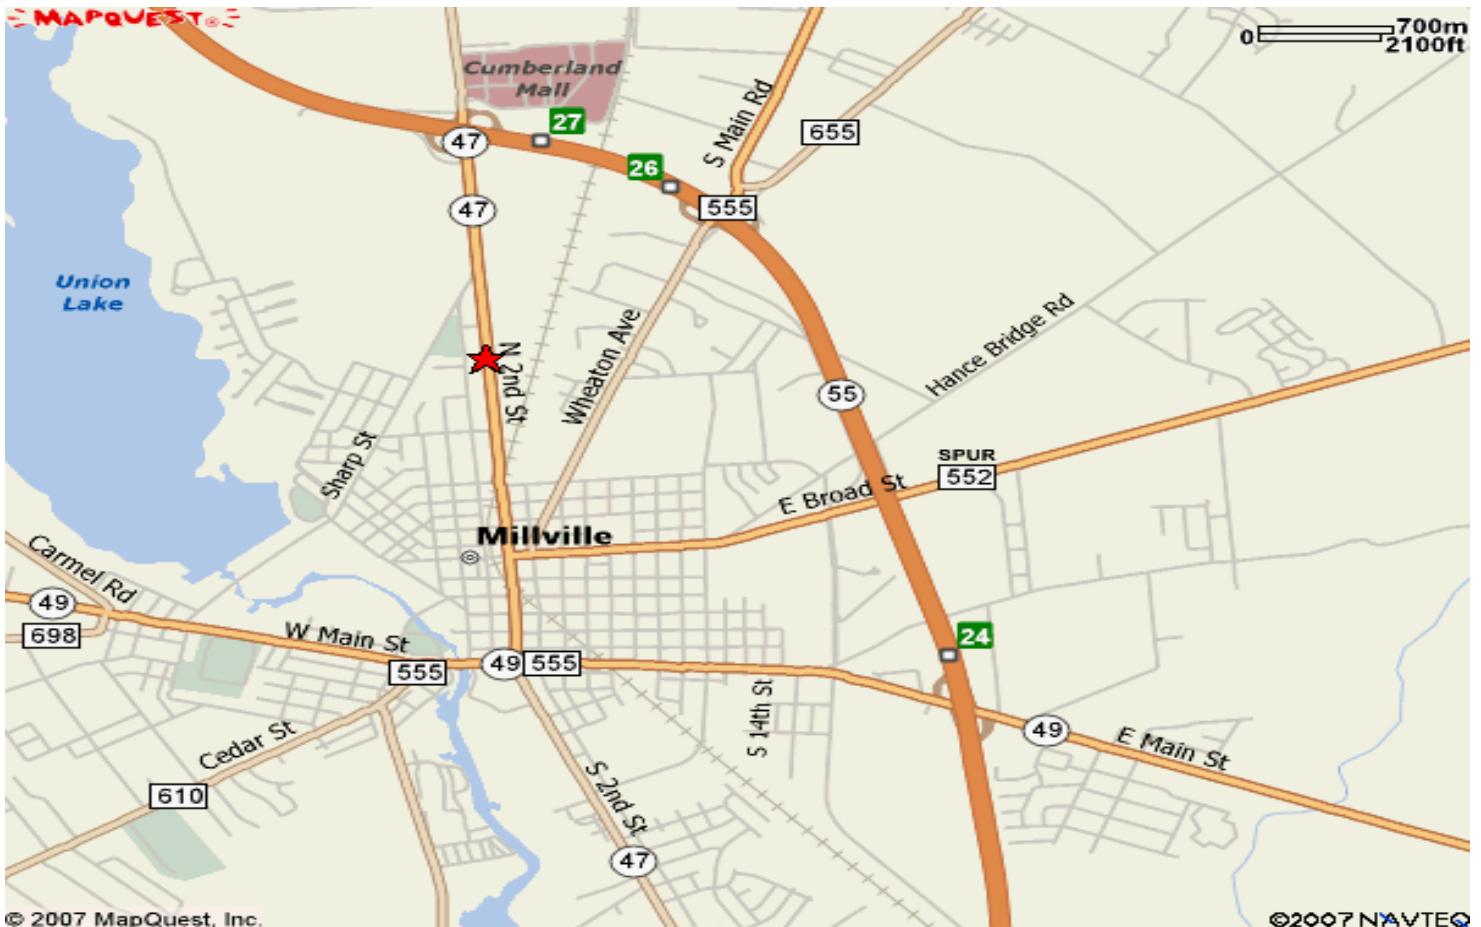 MAPQUEST®
0 700m
2100ft
Cumberland
Mall
27
47
26
S Main Rd
655
555
47
Union
Lake
N 2nd St
Wheaton Ave
Hance Bridge Rd
55
Sharp St
SPUR
552
E Broad St
Millville
Carmel Rd
49
698
W Main St
555
49
555
24
S 14th St
49
E Main St
Cedar St
610
S 2nd St
47
© 2007 MapQuest, Inc.
©2007 NAVTEQ